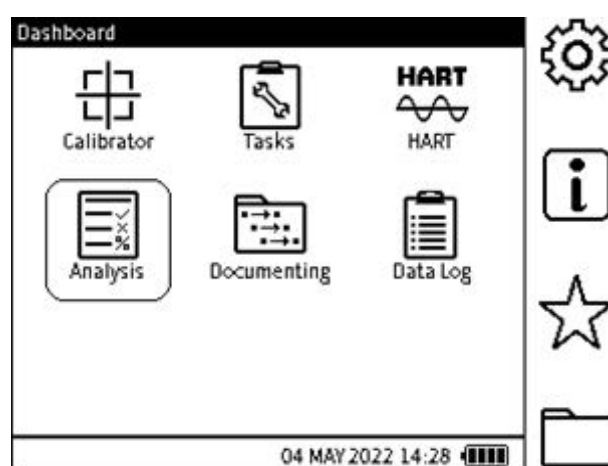 Dashboard
HART
Calibrator Tasks HART
Analysis Documenting Data Log
04 MAY 2022 14:28